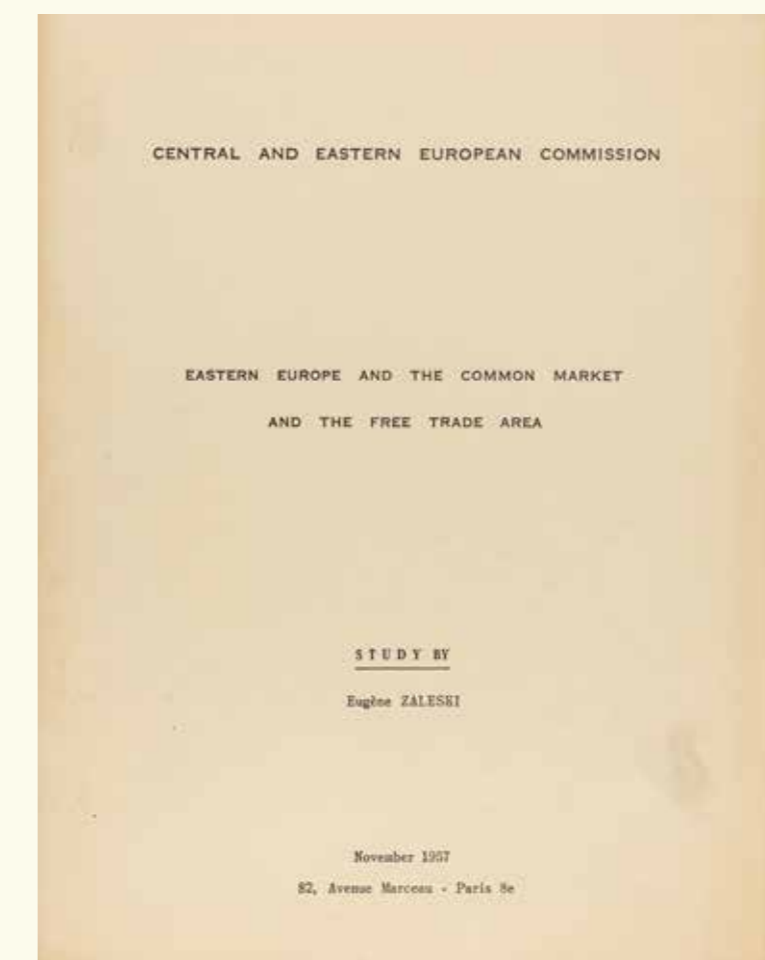 CENTRAL AND EASTERN EUROPEAN COMMISSION
EASTERN EUROPE AND THE COMMON MARKET
AND THE FREE TRADE AREA
STUDY BY
Eugène ZALESKI
November 1957
82, Avenue Marceau - Paris 8e